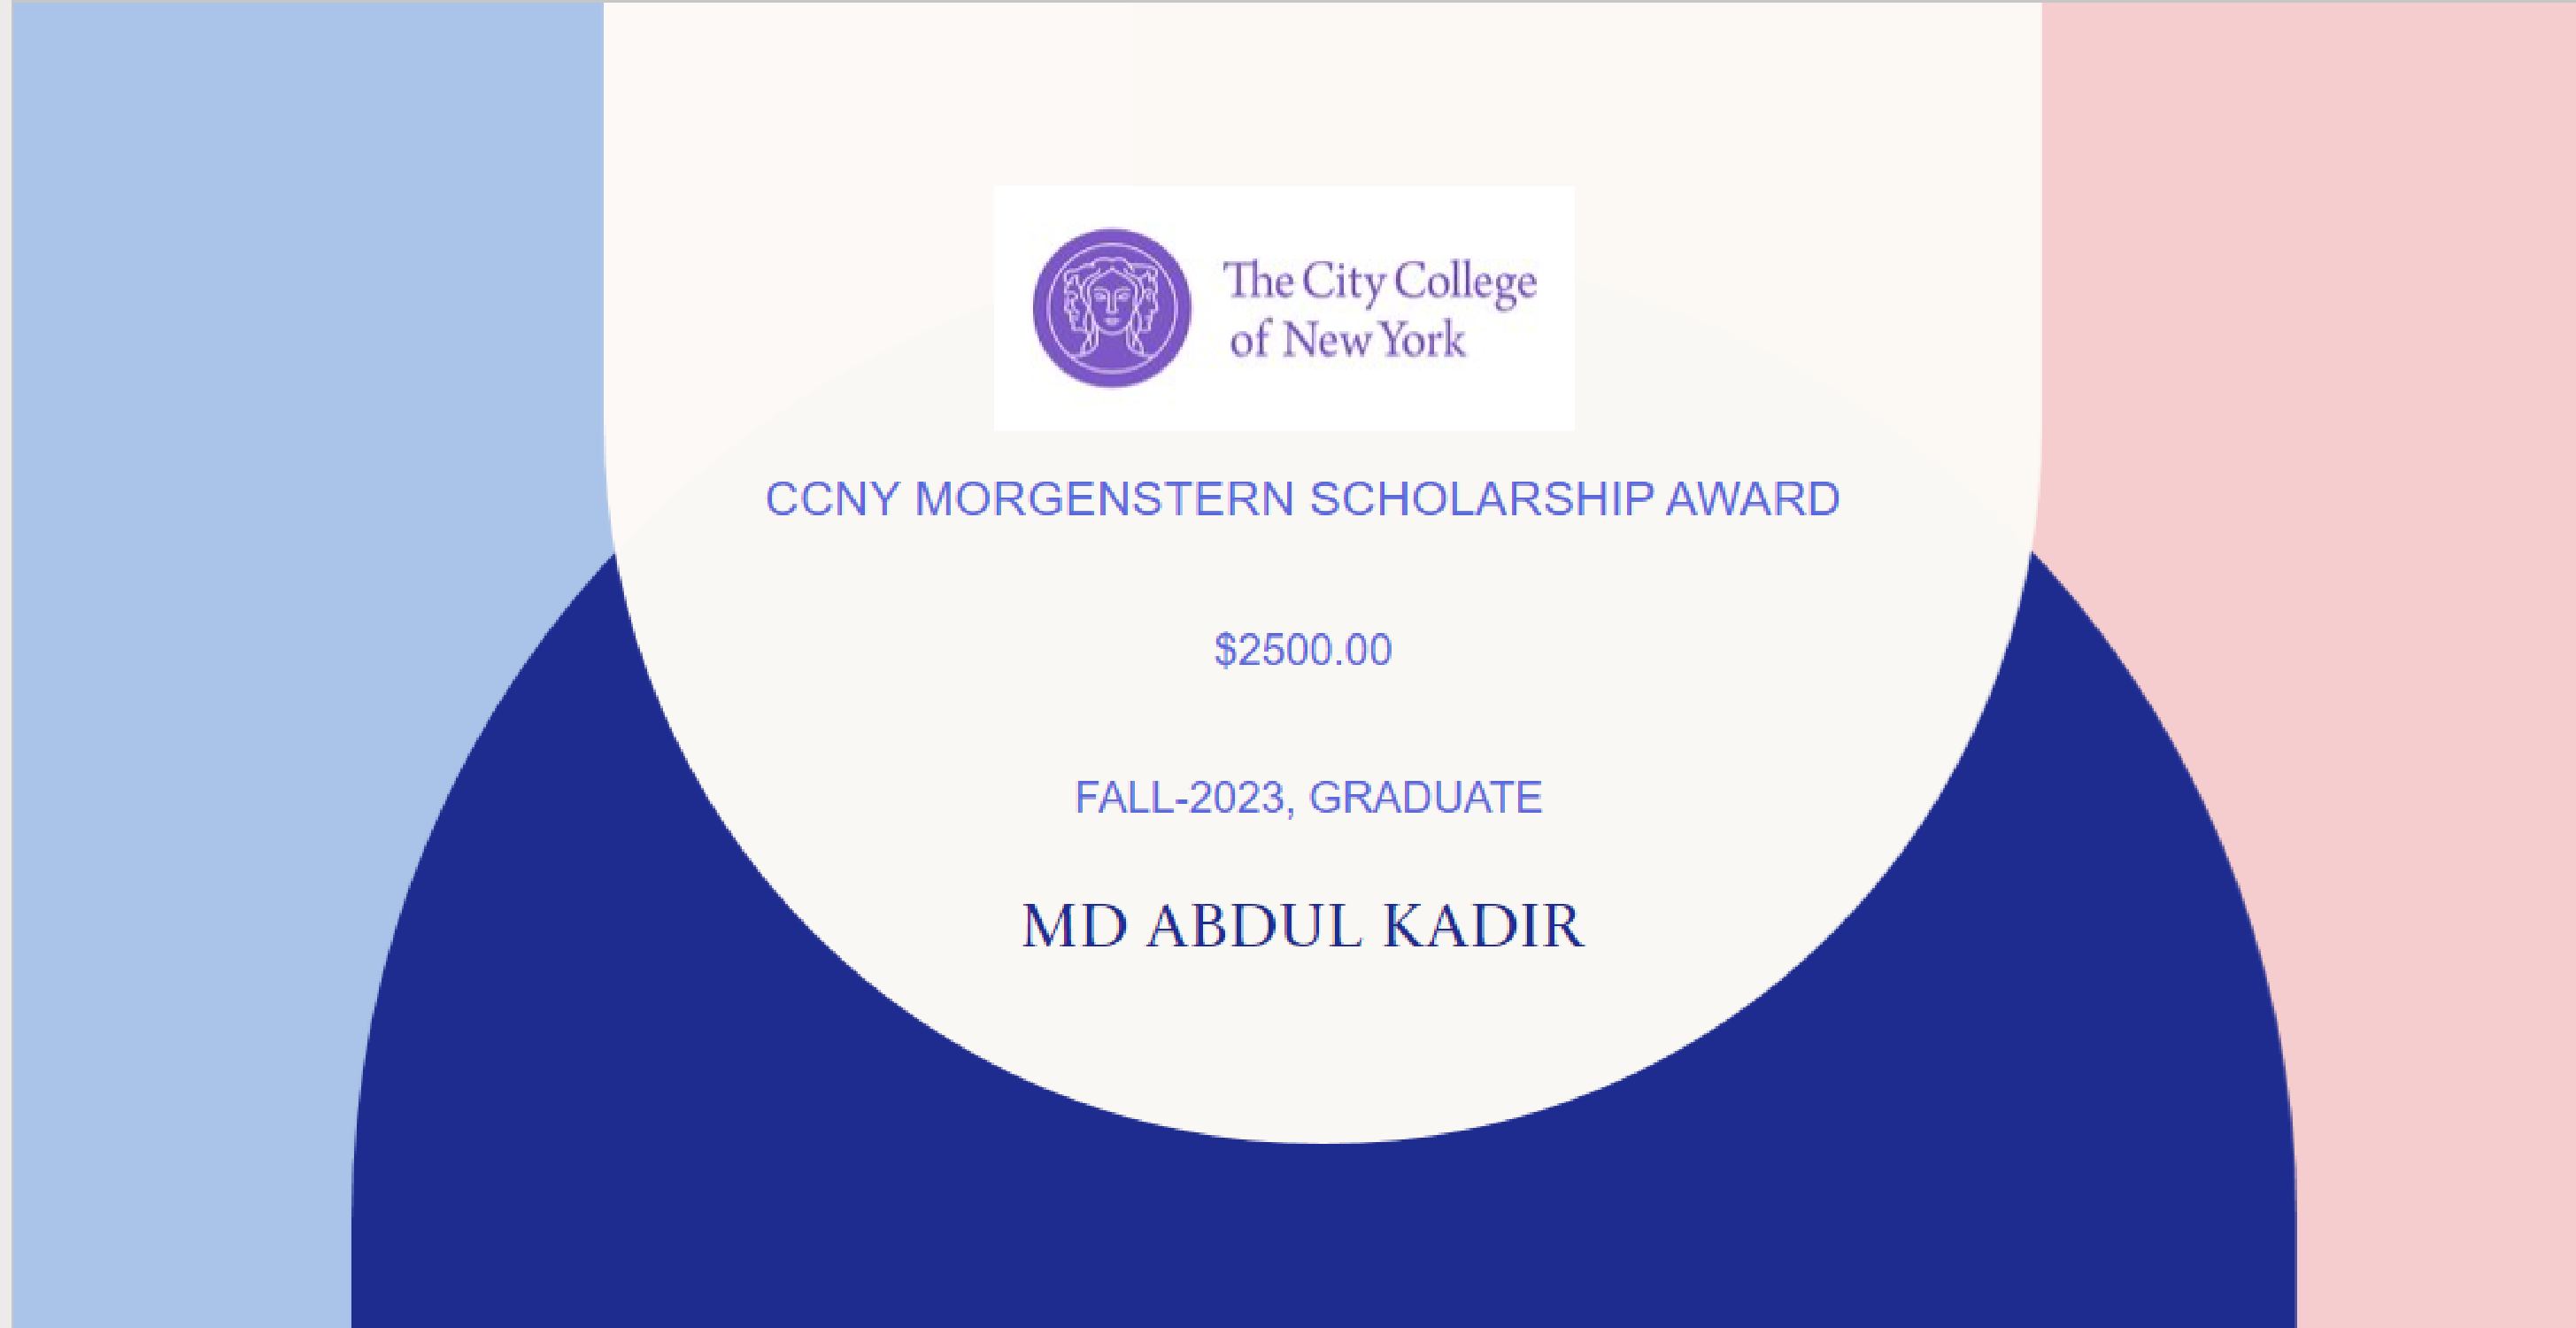 The City College
of New York
CCNY MORGENSTERN SCHOLARSHIP AWARD
$2500.00
FALL-2023, GRADUATE
MD ABDUL KADIR